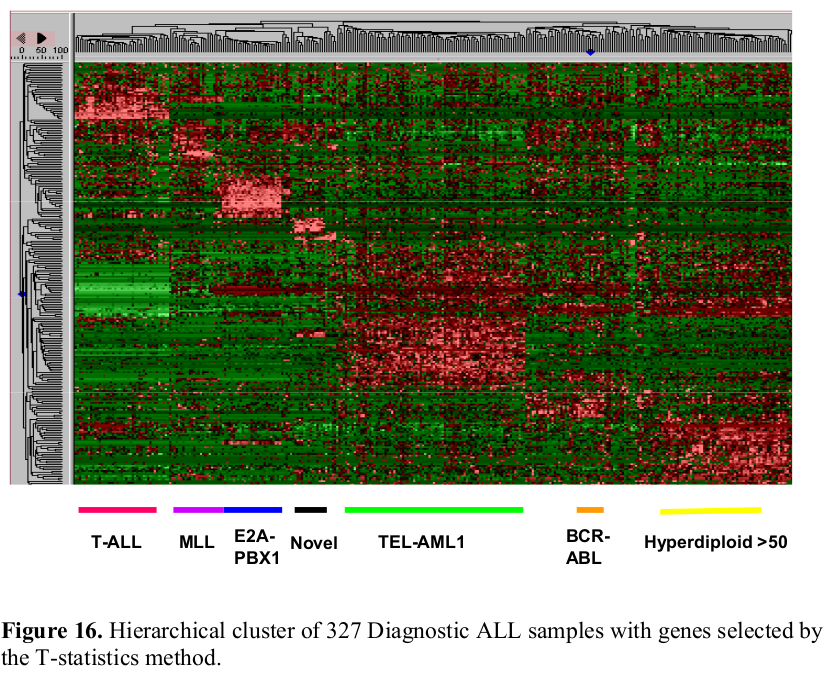 0 50 100
T-ALL
MLL
E2A-
PBX1
Novel
TEL-AML1
BCR-
ABL
Hyperdiploid >50
Figure 16. Hierarchical cluster of 327 Diagnostic ALL samples with genes selected by
the T-statistics method.